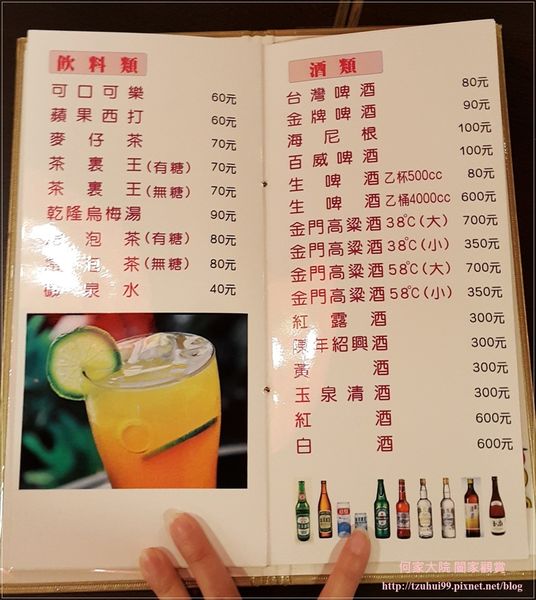 飲料類
可口可樂 60元
蘋果西打 60元
麥仔茶 70元
茶裏王(有糖) 70元
茶裏王(無糖) 70元
乾隆烏梅湯 90元
泡茶(有糖) 80元
泡茶(無糖) 80元
礦泉水 40元
酒類
台灣啤酒 80元
金牌啤酒 90元
海尼根 100元
百威啤酒 100元
生啤酒乙杯500cc 80元
生啤酒乙桶4000cc 600元
金門高粱酒38℃(大) 700元
金門高粱酒38℃(小) 350元
金門高粱酒58℃(大) 700元
金門高粱酒58℃(小) 350元
紅露酒 300元
陳年紹興酒 300元
黃酒 300元
玉泉清酒 300元
紅酒 600元
白酒 600元
何家大院 闔家觀賞
http://tzuhui99.pixnet.net/blog